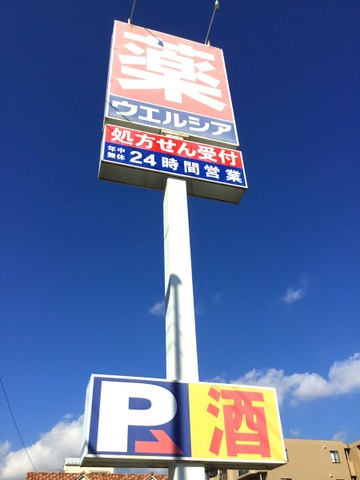 薬
ウエルシア
処方せん受付
年中
無休
24時間営業
P
酒